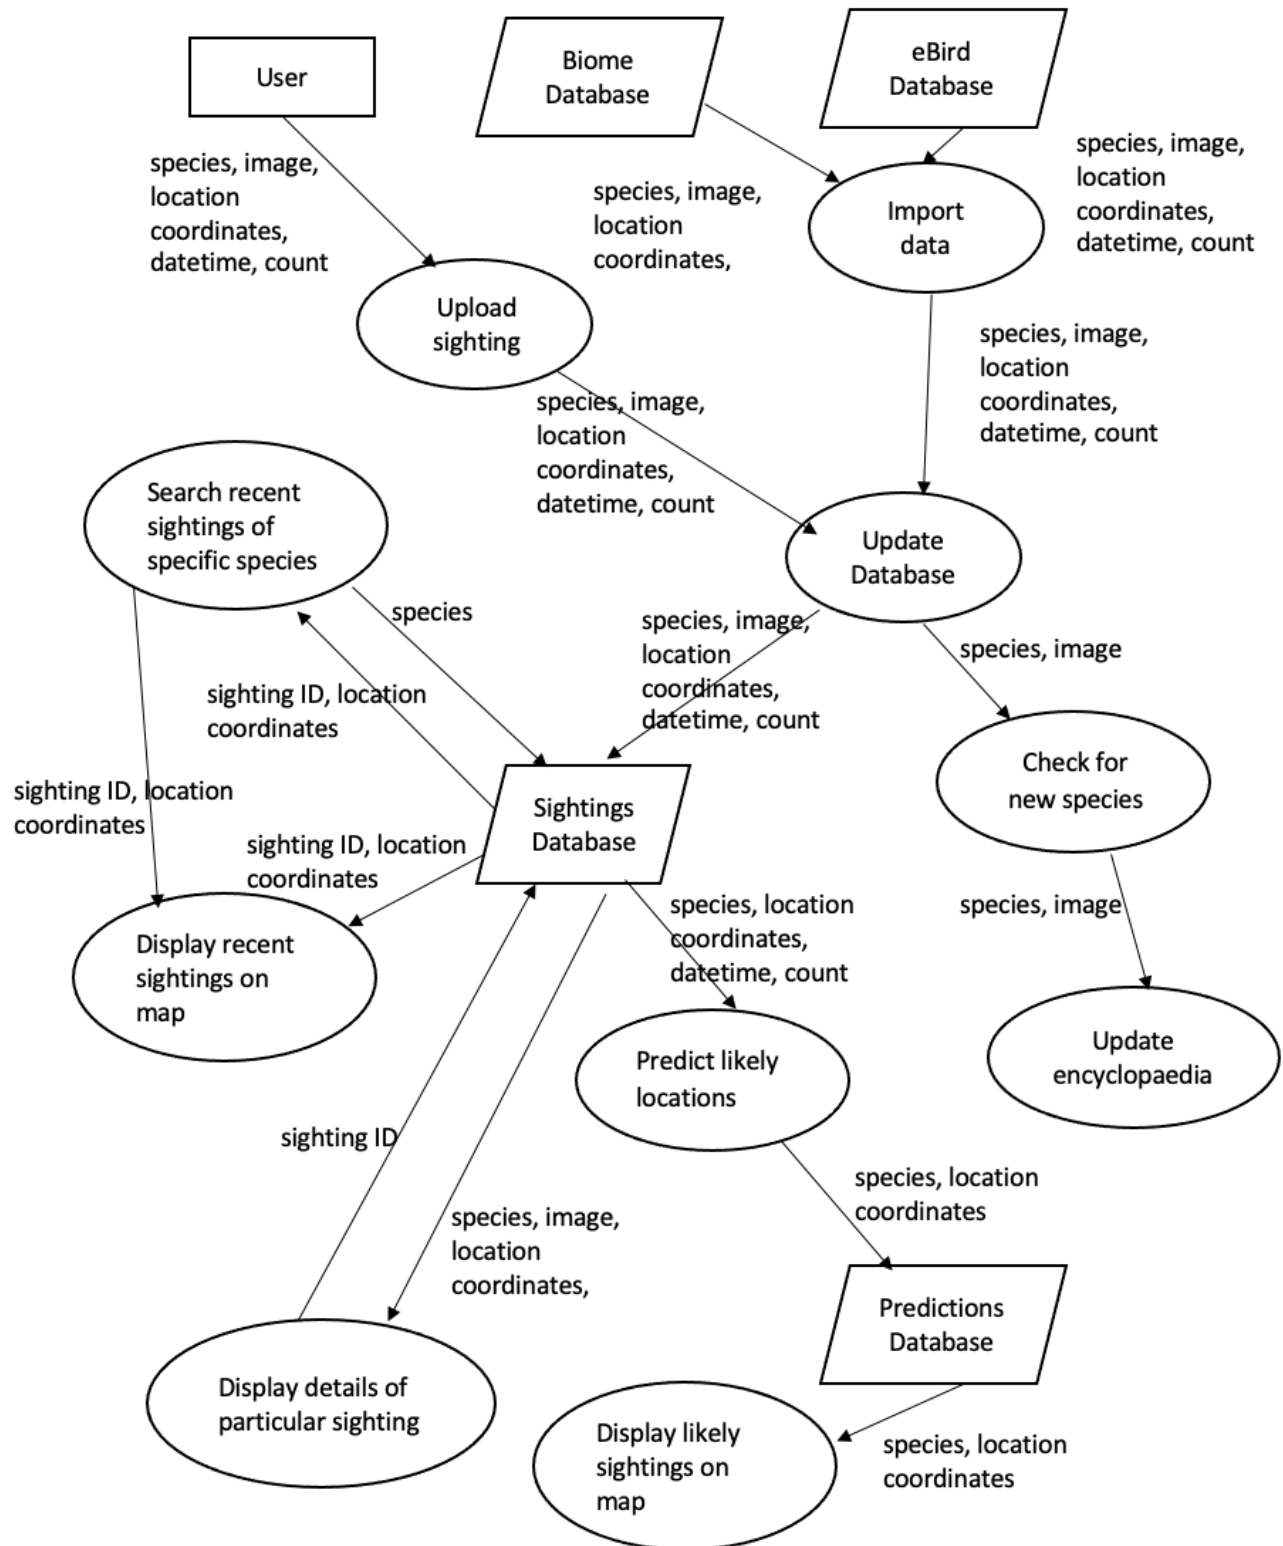 User
Biome
Database
eBird
Database
species, image,
location
coordinates,
datetime, count
species, image,
location
coordinates,
species, image,
location
coordinates,
datetime, count
Import
data
Upload
sighting
species, image,
location
coordinates,
datetime, count
species, image,
location
coordinates,
datetime, count
Search recent
sightings of
specific species
Update
Database
species
species, image,
location
coordinates,
datetime, count
species, image
sighting ID, location
coordinates
Check for
new species
sighting ID, location
coordinates
Sightings
Database
sighting ID, location
coordinates
species, location
coordinates,
datetime, count
species, image
Display recent
sightings on
map
Predict likely
locations
Update
encyclopaedia
sighting ID
species, location
coordinates
species, image,
location
coordinates,
Predictions
Database
Display details of
particular sighting
Display likely
sightings on
map
species, location
coordinates